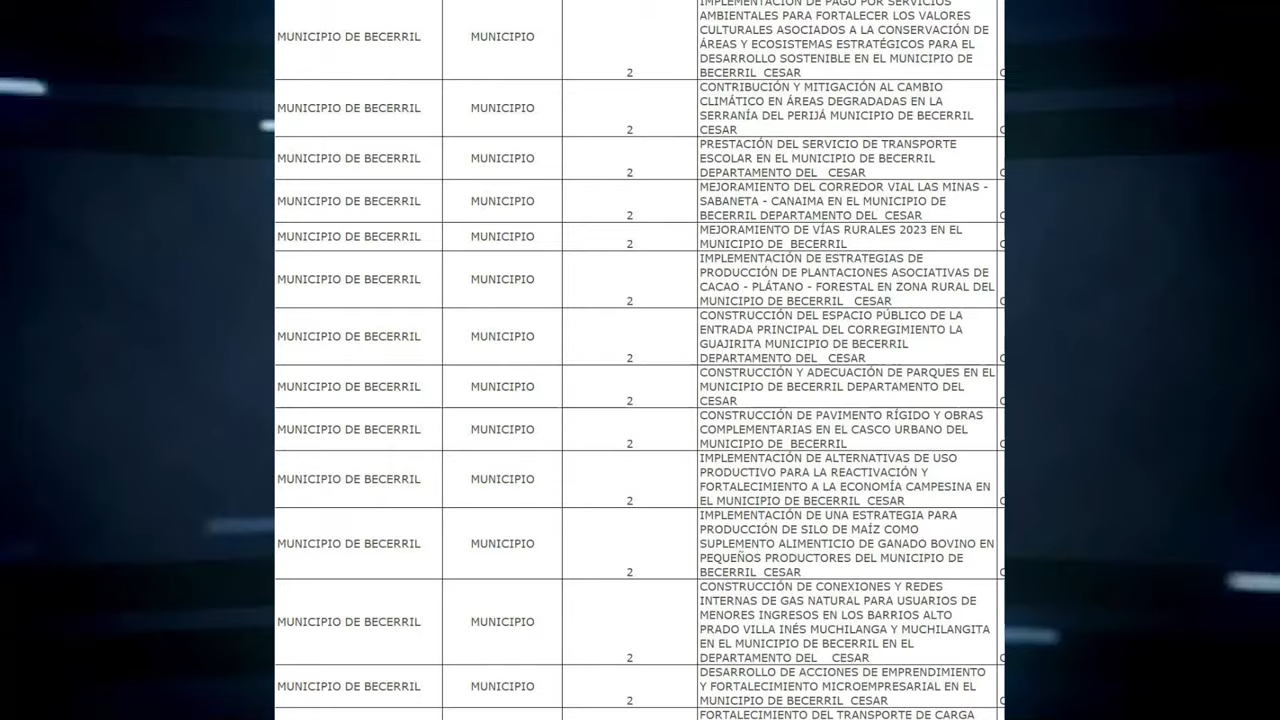 IMPLEMENTACIÓN DE PAGO POR SERVICIOS
AMBIENTALES PARA FORTALECER LOS VALORES
CULTURALES ASOCIADOS A LA CONSERVACIÓN DE
MUNICIPIO DE BECERRIL MUNICIPIO ÁREAS Y ECOSISTEMAS ESTRATÉGICOS PARA EL
DESARROLLO SOSTENIBLE EN EL MUNICIPIO DE
2 BECERRIL CESAR
CONTRIBUCIÓN Y MITIGACIÓN AL CAMBIO
MUNICIPIO DE BECERRIL MUNICIPIO CLIMÁTICO EN ÁREAS DEGRADADAS EN LA
SERRANÍA DEL PERIJÁ MUNICIPIO DE BECERRIL
2 CESAR
PRESTACIÓN DEL SERVICIO DE TRANSPORTE
MUNICIPIO DE BECERRIL MUNICIPIO ESCOLAR EN EL MUNICIPIO DE BECERRIL
2 DEPARTAMENTO DEL CESAR
MEJORAMIENTO DEL CORREDOR VIAL LAS MINAS -
MUNICIPIO DE BECERRIL MUNICIPIO SABANETA - CANAIMA EN EL MUNICIPIO DE
2 BECERRIL DEPARTAMENTO DEL CESAR
MUNICIPIO DE BECERRIL MUNICIPIO MEJORAMIENTO DE VÍAS RURALES 2023 EN EL
2 MUNICIPIO DE BECERRIL
IMPLEMENTACIÓN DE ESTRATEGIAS DE
MUNICIPIO DE BECERRIL MUNICIPIO PRODUCCIÓN DE PLANTACIONES ASOCIATIVAS DE
CACAO - PLÁTANO - FORESTAL EN ZONA RURAL DEL
2 MUNICIPIO DE BECERRIL CESAR
CONSTRUCCIÓN DEL ESPACIO PÚBLICO DE LA
MUNICIPIO DE BECERRIL MUNICIPIO ENTRADA PRINCIPAL DEL CORREGIMIENTO LA
GUAJIRITA MUNICIPIO DE BECERRIL
2 DEPARTAMENTO DEL CESAR
CONSTRUCCIÓN Y ADECUACIÓN DE PARQUES EN EL
MUNICIPIO DE BECERRIL MUNICIPIO MUNICIPIO DE BECERRIL DEPARTAMENTO DEL
2 CESAR
CONSTRUCCIÓN DE PAVIMENTO RÍGIDO Y OBRAS
MUNICIPIO DE BECERRIL MUNICIPIO COMPLEMENTARIAS EN EL CASCO URBANO DEL
2 MUNICIPIO DE BECERRIL
IMPLEMENTACIÓN DE ALTERNATIVAS DE USO
MUNICIPIO DE BECERRIL MUNICIPIO PRODUCTIVO PARA LA REACTIVACIÓN Y
FORTALECIMIENTO A LA ECONOMÍA CAMPESINA EN
2 EL MUNICIPIO DE BECERRIL CESAR
IMPLEMENTACIÓN DE UNA ESTRATEGIA PARA
PRODUCCIÓN DE SILO DE MAÍZ COMO
MUNICIPIO DE BECERRIL MUNICIPIO SUPLEMENTO ALIMENTICIO DE GANADO BOVINO EN
PEQUEÑOS PRODUCTORES DEL MUNICIPIO DE
2 BECERRIL CESAR
CONSTRUCCIÓN DE CONEXIONES Y REDES
INTERNAS DE GAS NATURAL PARA USUARIOS DE
MUNICIPIO DE BECERRIL MUNICIPIO MENORES INGRESOS EN LOS BARRIOS ALTO
PRADO VILLA INÉS MUCHILANGA Y MUCHILANGITA
EN EL MUNICIPIO DE BECERRIL EN EL
2 DEPARTAMENTO DEL CESAR
DESARROLLO DE ACCIONES DE EMPRENDIMIENTO
MUNICIPIO DE BECERRIL MUNICIPIO Y FORTALECIMIENTO MICROEMPRESARIAL EN EL
2 MUNICIPIO DE BECERRIL CESAR
FORTALECIMIENTO DEL TRANSPORTE DE CARGA